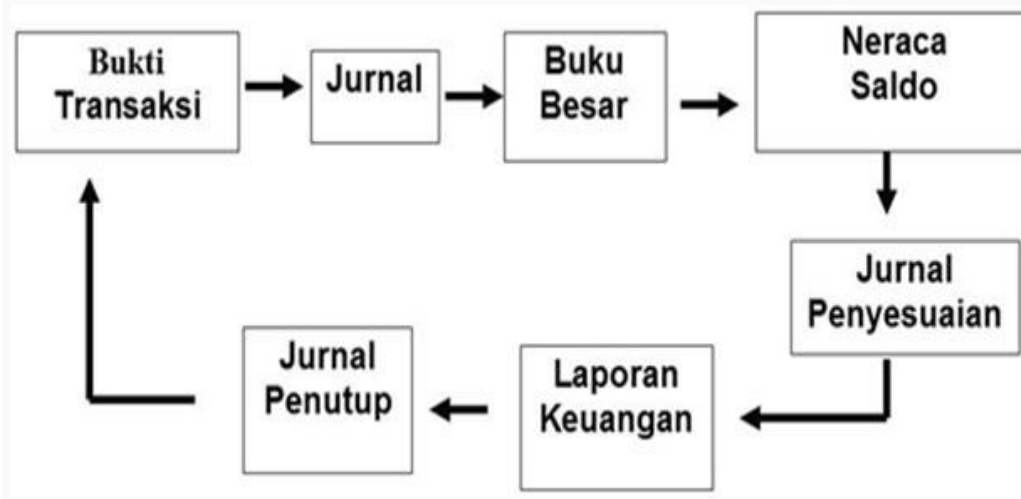 Bukti
Transaksi
Jurnal
Buku
Besar
Neraca
Saldo
Jurnal
Penyesuaian
Laporan
Keuangan
Jurnal
Penutup